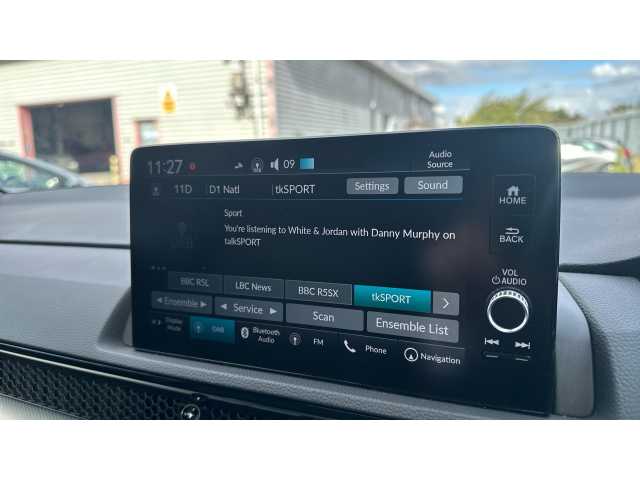 11:27 09 Audio Source
11D D1 Natl tkSPORT Settings Sound
HOME
Sport
You're listening to White & Jordan with Danny Murphy on
talkSPORT
BACK
VOL
AUDIO
BBC R5L LBC News BBC R5SX tkSPORT
Ensemble Service Scan Ensemble List
Display Mode DAB Bluetooth Audio FM Phone Navigation